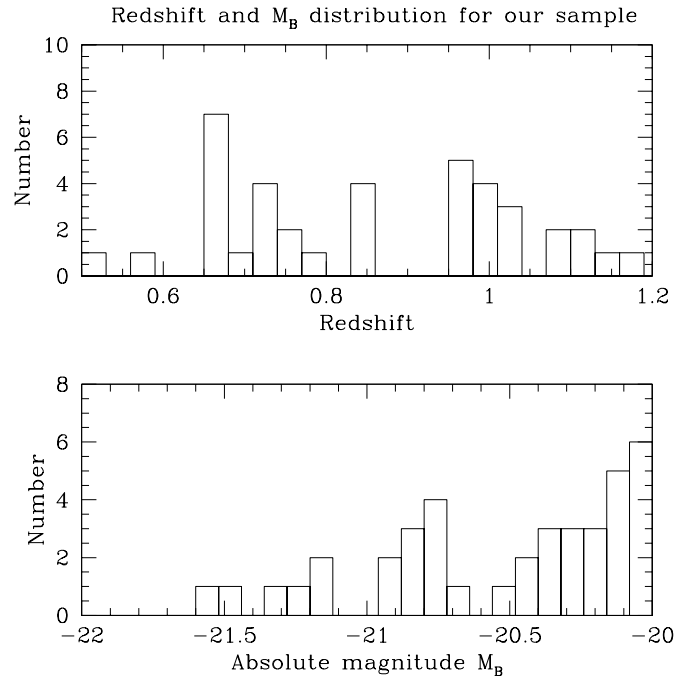 Redshift and M_B distribution for our sample
10
8
6
4
2
0
Number
0.6 0.8 1 1.2
Redshift
8
6
4
2
0
Number
−22 −21.5 −21 −20.5 −20
Absolute magnitude M_B